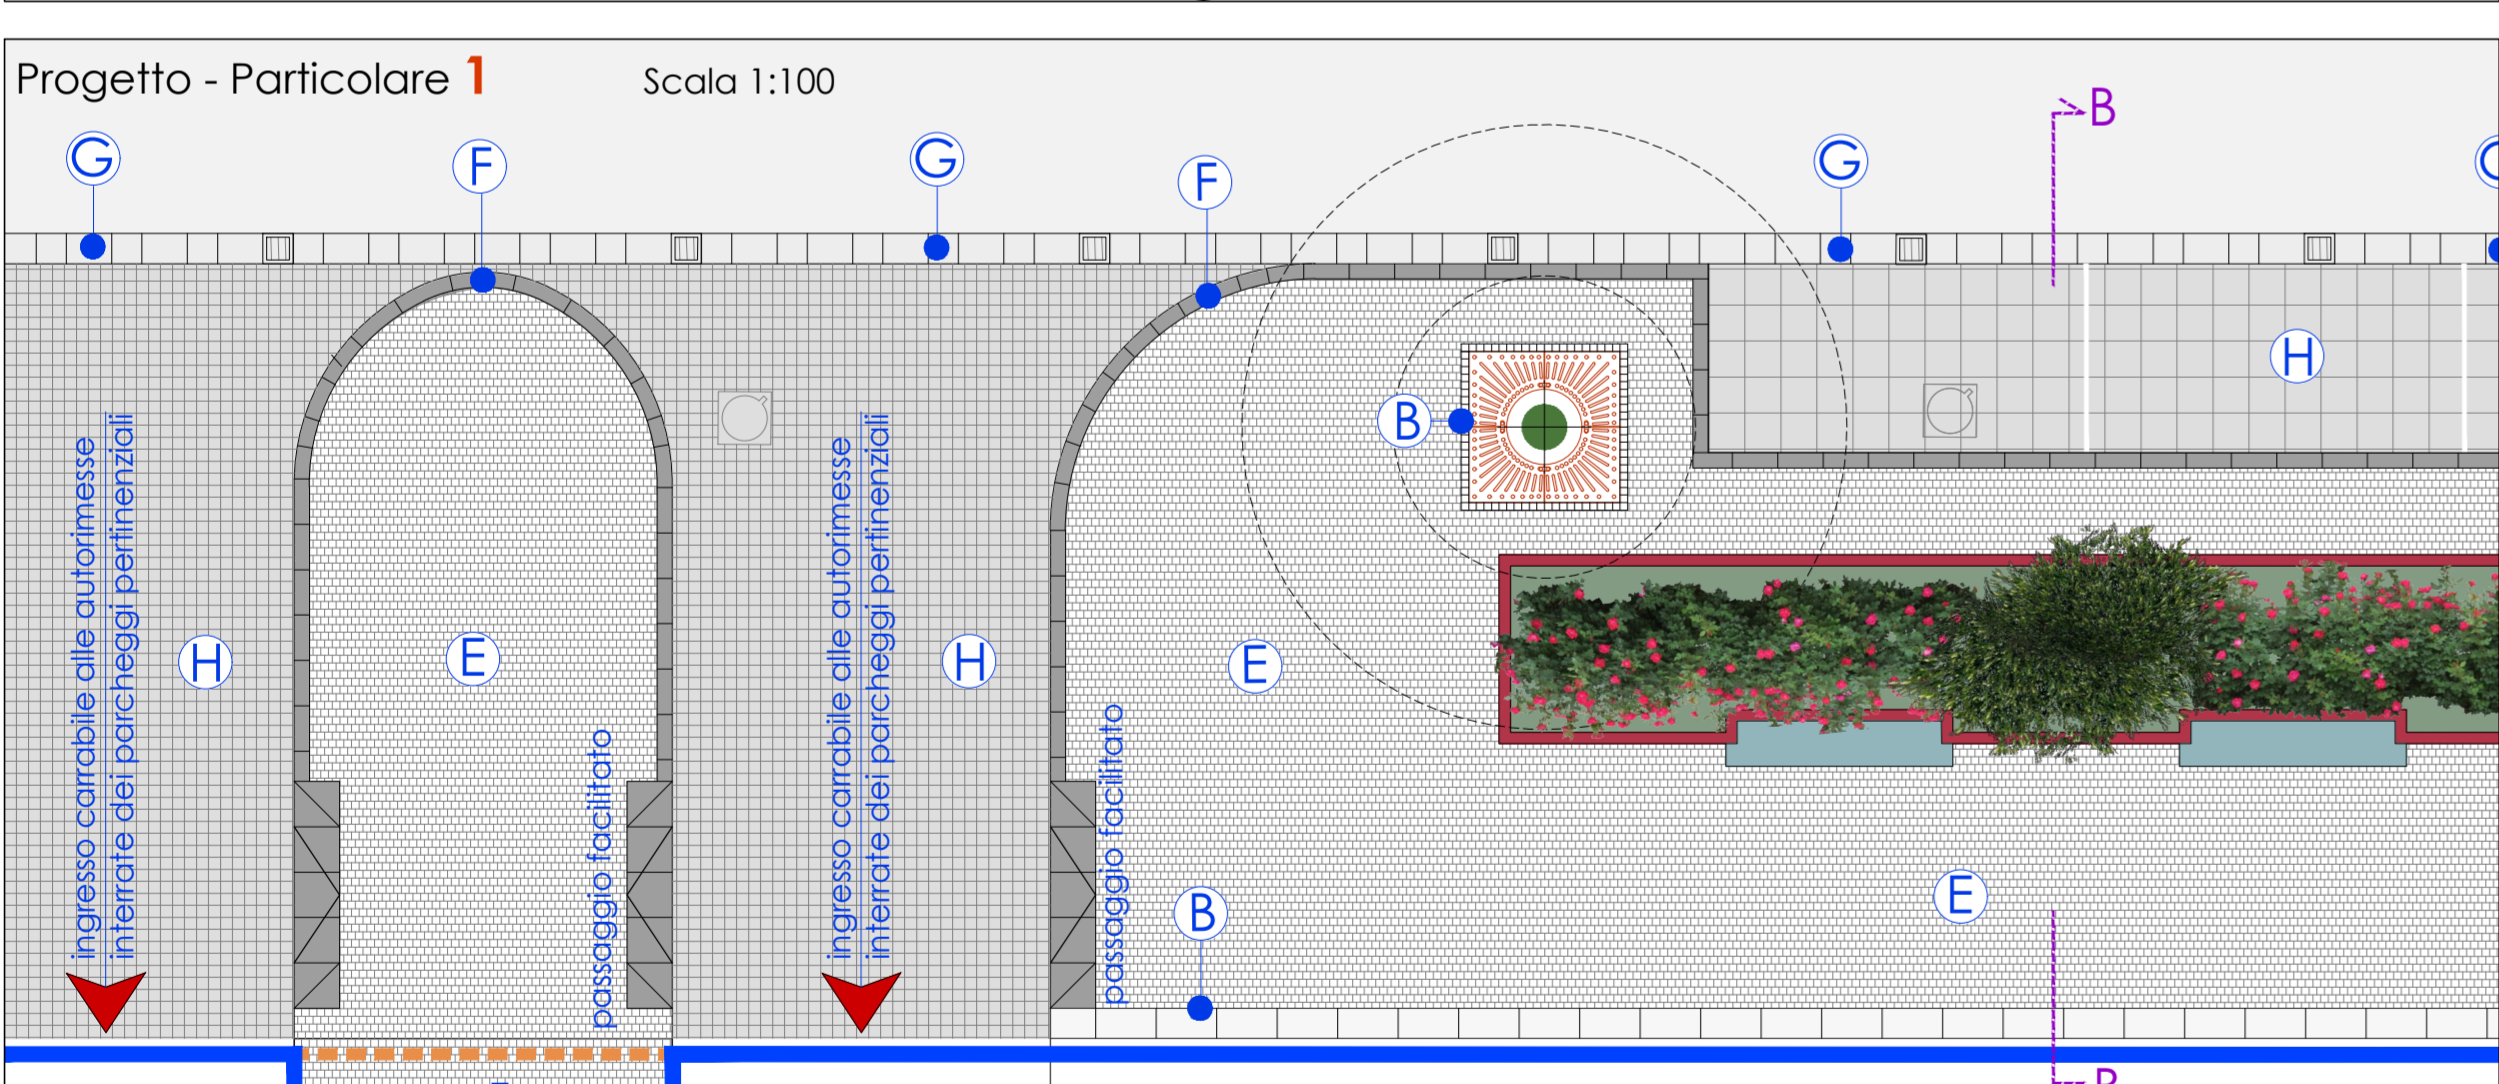 Progetto - Particolare 1
Scala 1:100
B
G
F
G
F
G
B
H
ingresso carrabile alle autorimesse
interrate dei parcheggi pertinenziali
H
E
passaggio facilitato
ingresso carrabile alle autorimesse
interrate dei parcheggi pertinenziali
H
E
passaggio facilitato
B
E